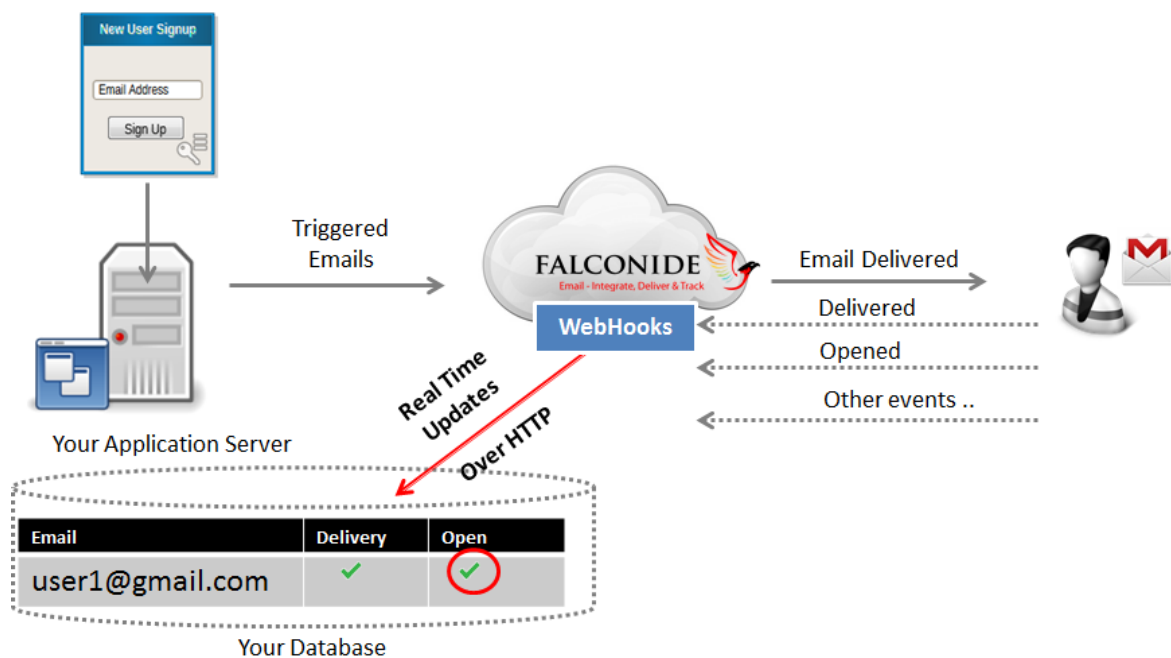 New User Signup
Email Address
Sign Up
Triggered
Emails
FALCONIDE
Email - Integrate, Deliver & Track
WebHooks
Email Delivered
Delivered
Opened
Other events ..
Real Time
Updates
Over HTTP
Your Application Server
Email Delivery Open
user1@gmail.com
Your Database